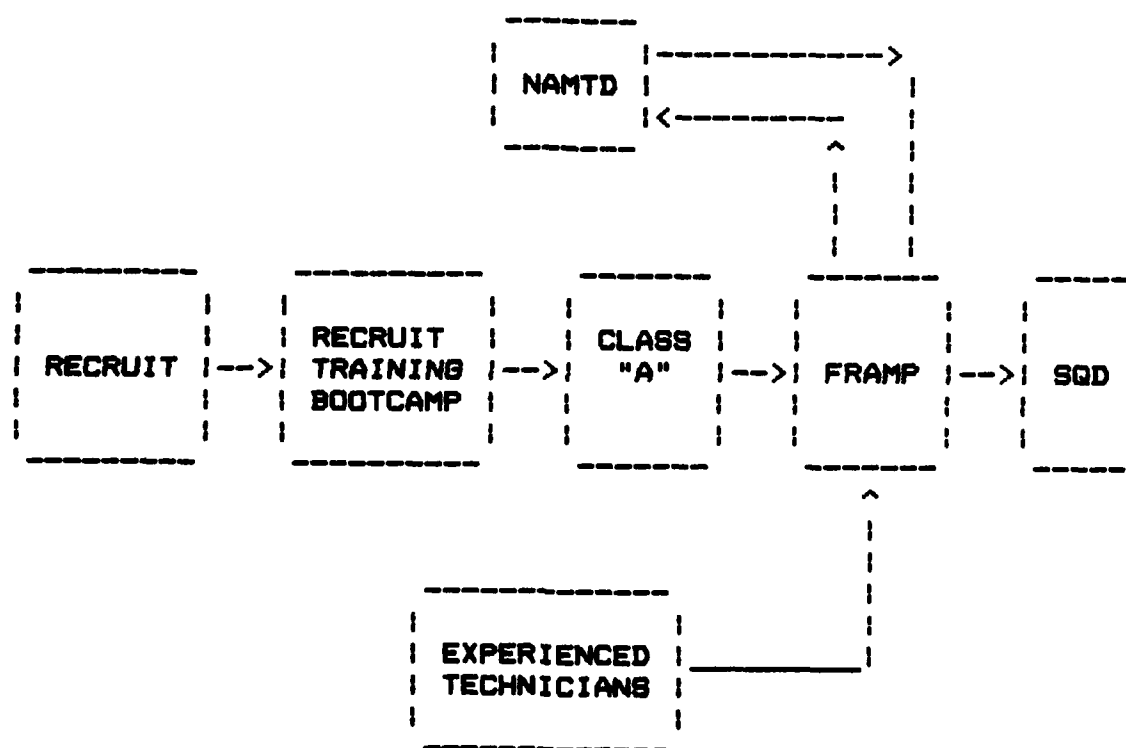 NAMTD
RECRUIT
RECRUIT
TRAINING
BOOTCAMP
CLASS
"A"
FRAMP
SQD
EXPERIENCED
TECHNICIANS